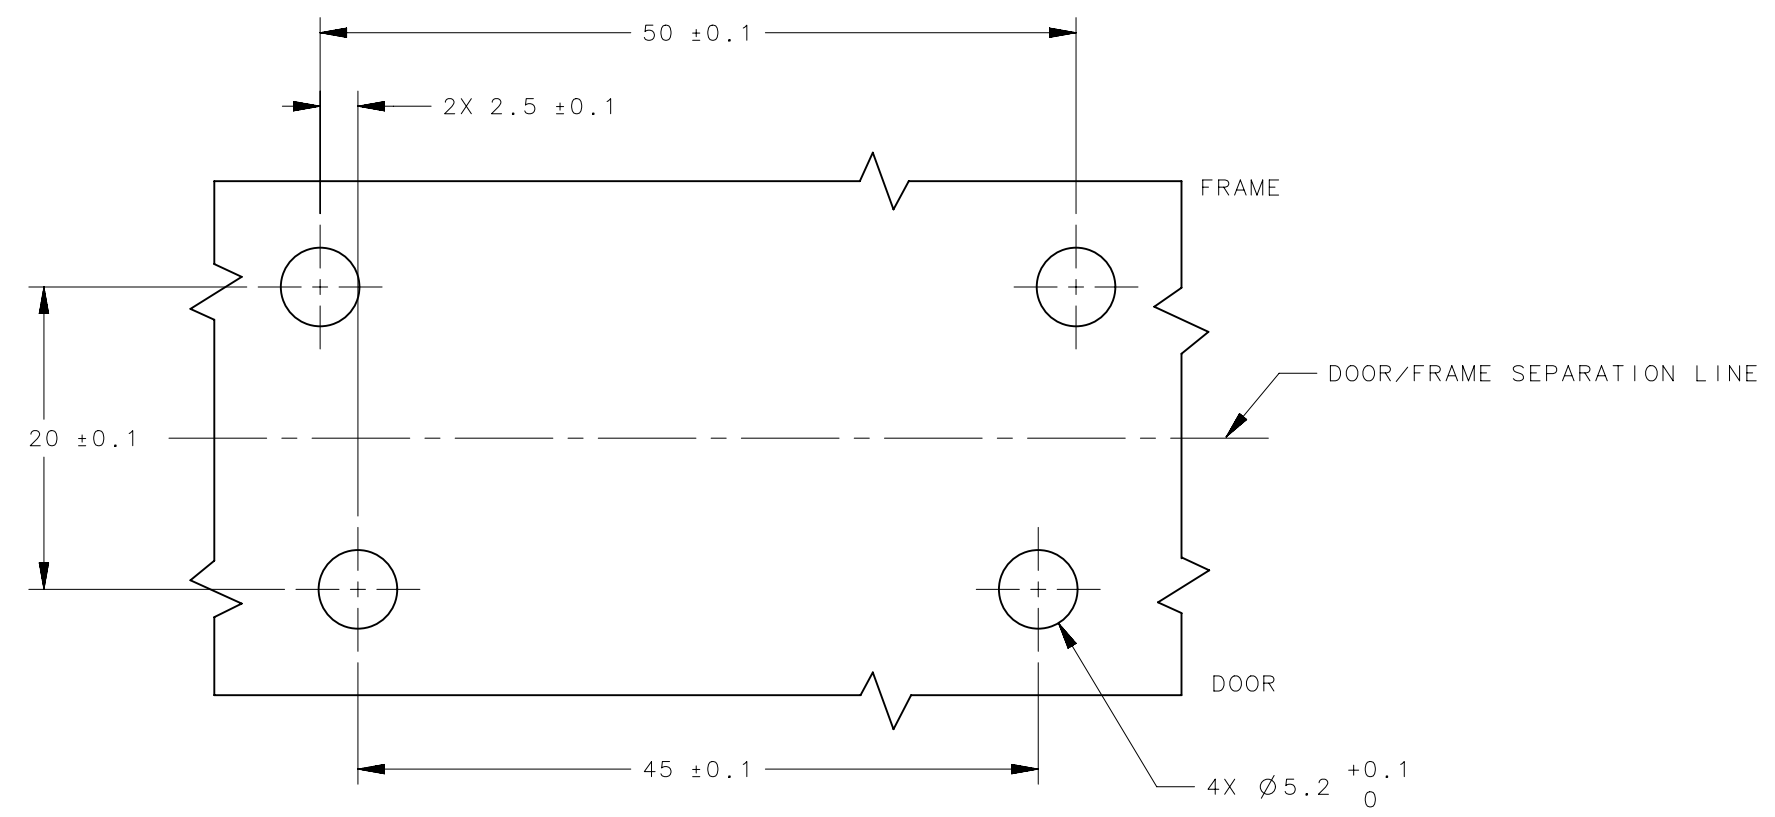 50 ±0.1
2X 2.5 ±0.1
FRAME
DOOR/FRAME SEPARATION LINE
20 ±0.1
DOOR
45 ±0.1
4X Ø5.2 +0.1
0